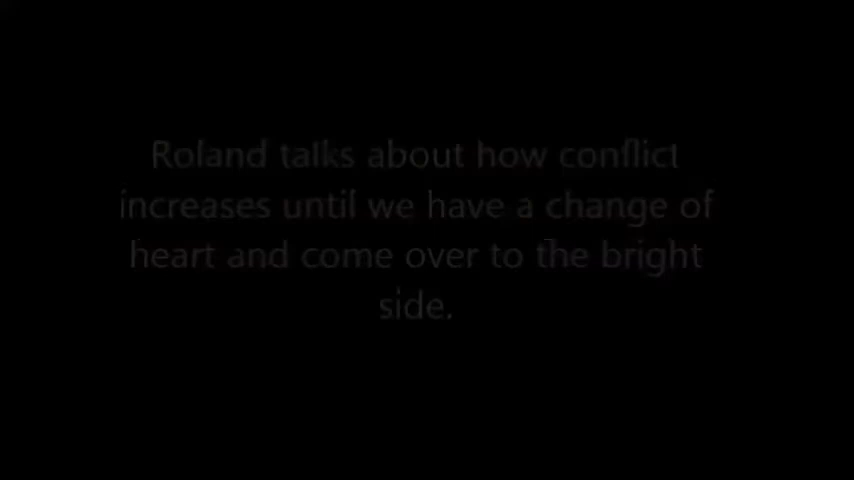 Roland talks about how conflict
increases until we have a change of
heart and come over to the bright
side.